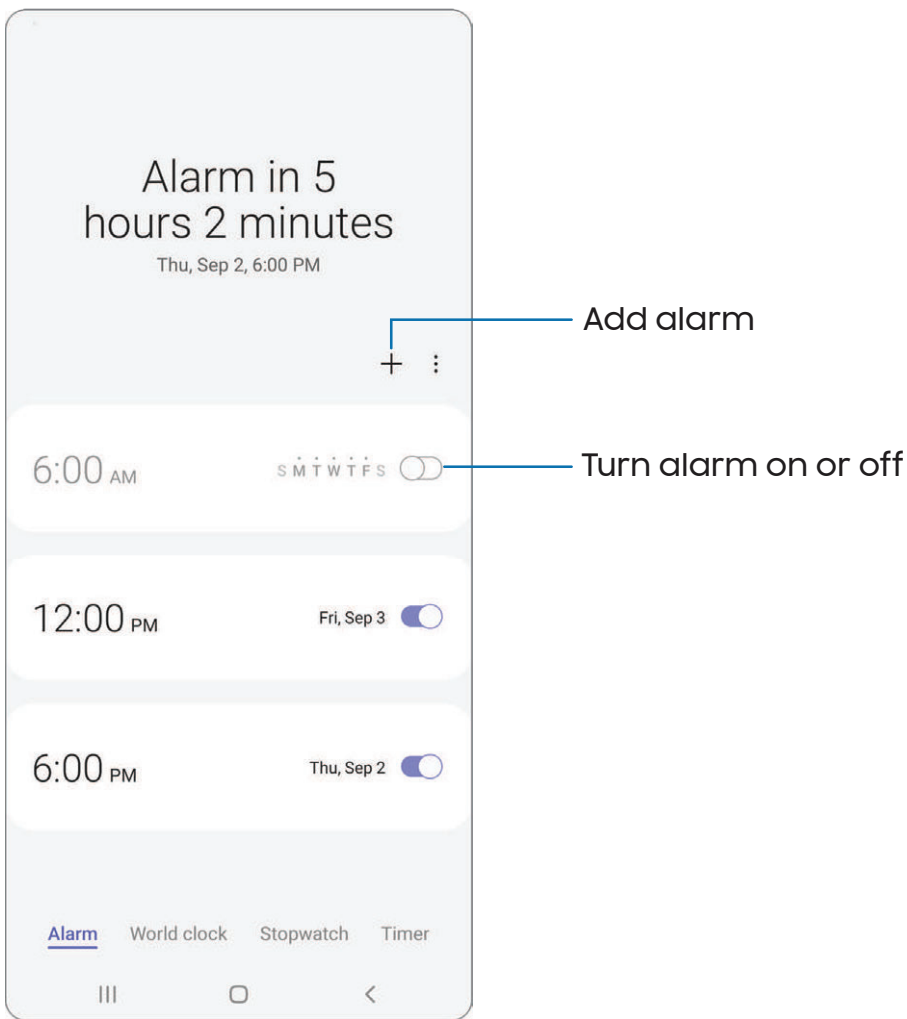 Alarm in 5
hours 2 minutes
Thu, Sep 2, 6:00 PM
Add alarm
6:00 AM S M T W T F S
Turn alarm on or off
12:00 PM Fri, Sep 3
6:00 PM Thu, Sep 2
Alarm World clock Stopwatch Timer